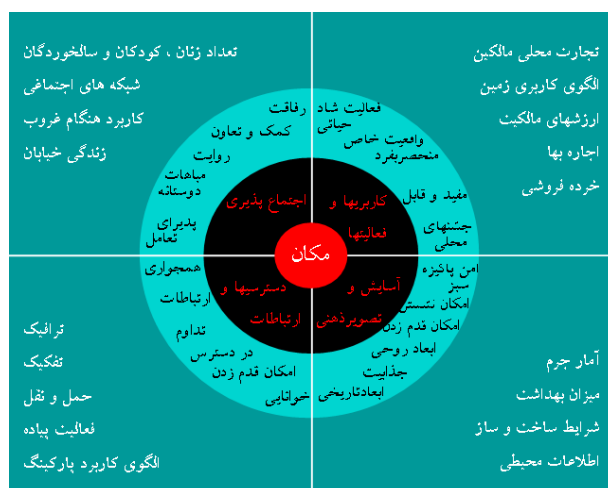 تجارت محلی مالکین
الگوی کاربری زمین
ارزشهای مالکیت
اجاره بها
خرده فروشی
تعداد زنان ، کودکان و سالخوردگان
شبکه های اجتماعی
کاربرد هنگام غروب
زندگی خیابان
فعالیت شاد
حیاتی
واقعیت خاص
منحصربفرد
مفید و قابل
جشنهای
محلی
رفاقت
کمک و تعاون
روایت
مباهات
دوستانه
پذیرای
تعامل
کاربریها و
فعالیتها
اجتماع پذیری
مکان
آسایش و
تصویرذهنی
دسترسیها و
ارتباطات
امن پاکیزه
سبز
امکان نشستن
امکان قدم زدن
ابعاد روحی
جذابیت
ابعادتاریخی
همجواری
ارتباطات
تداوم
در دسترس
امکان قدم زدن
خوانایی
آمار جرم
میزان بهداشت
شرایط ساخت و ساز
اطلاعات محیطی
ترافیک
تفکیک
حمل و نقل
فعالیت پیاده
الگوی کاربرد پارکینگ